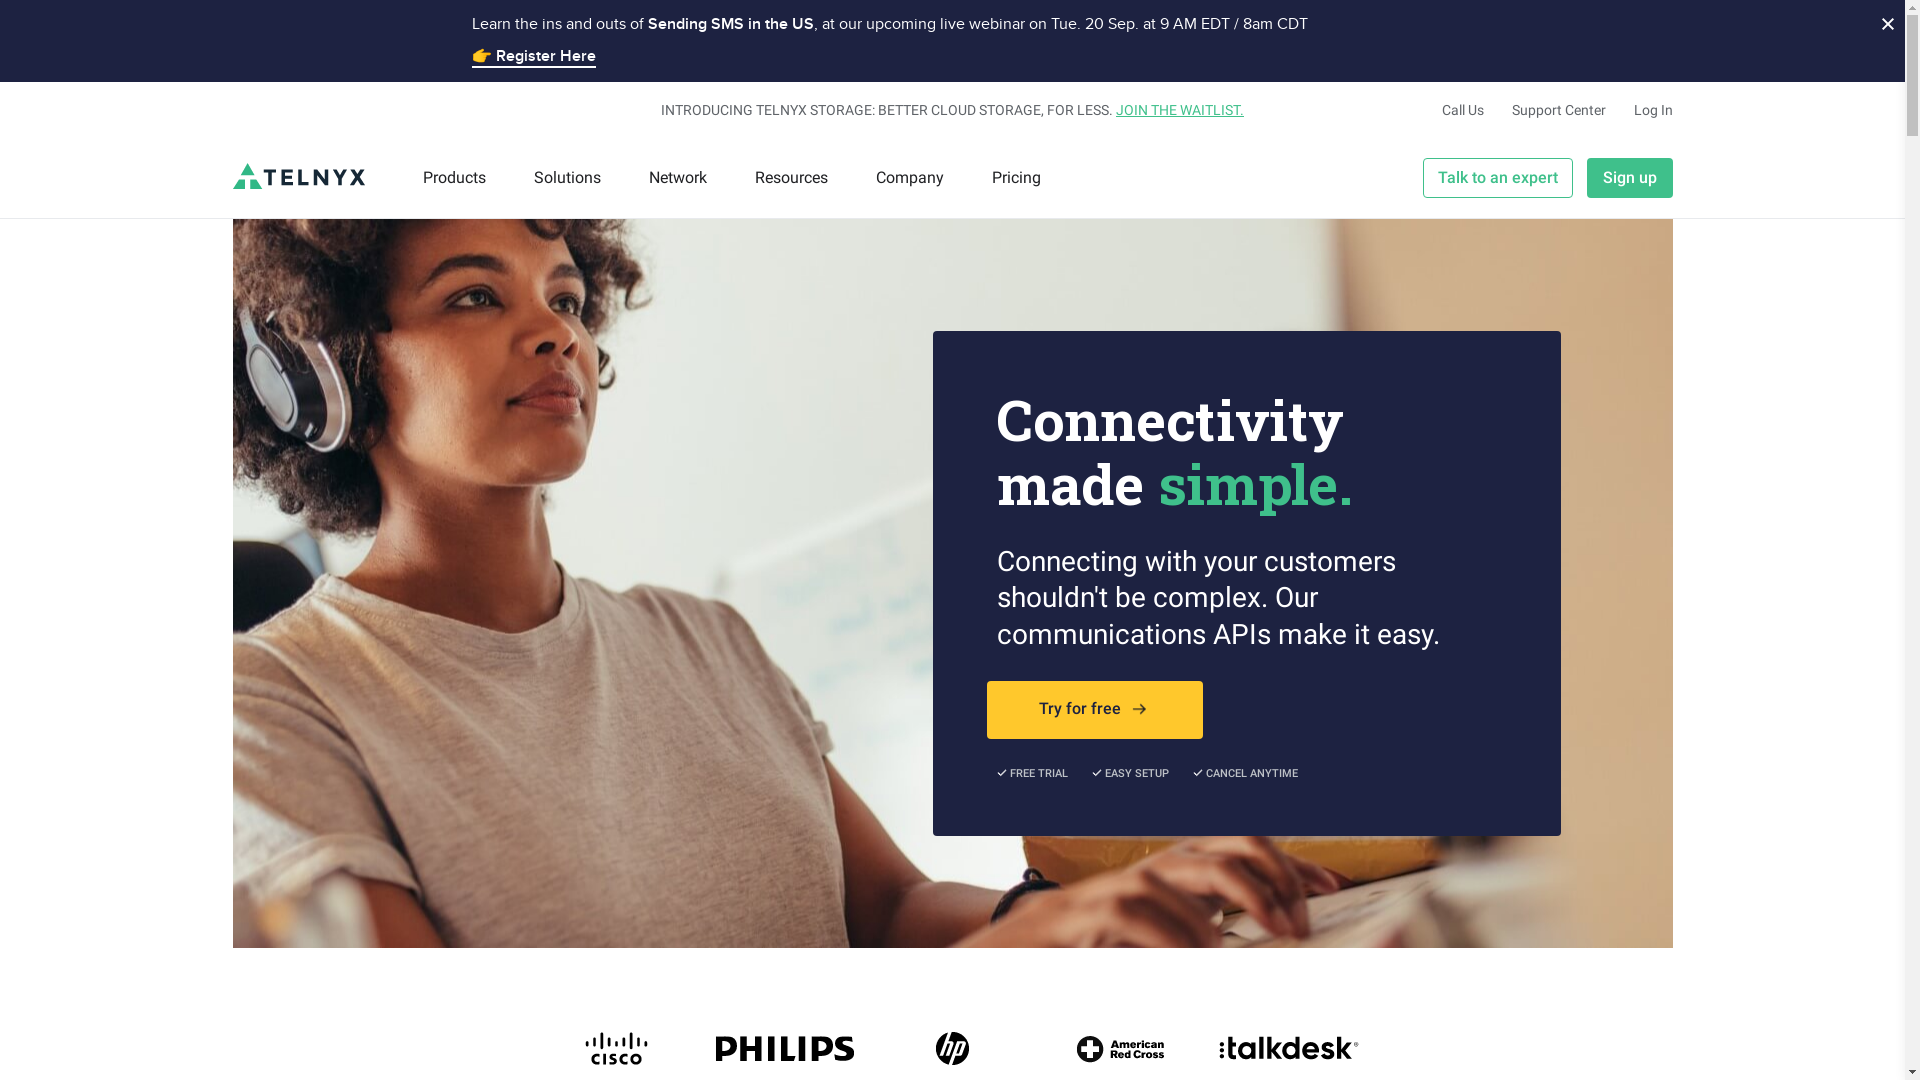 Learn the ins and outs of Sending SMS in the US, at our upcoming live webinar on Tue. 20 Sep. at 9 AM EDT / 8am CDT
👉 Register Here
INTRODUCING TELNYX STORAGE: BETTER CLOUD STORAGE, FOR LESS. JOIN THE WAITLIST.
Call Us
Support Center
Log In
TELNYX
Products
Solutions
Network
Resources
Company
Pricing
Talk to an expert
Sign up
Connectivity
made simple.
Connecting with your customers
shouldn't be complex. Our
communications APIs make it easy.
Try for free →
✓ FREE TRIAL
✓ EASY SETUP
✓ CANCEL ANYTIME
CISCO
PHILIPS
hp
American
Red Cross
:talkdesk®